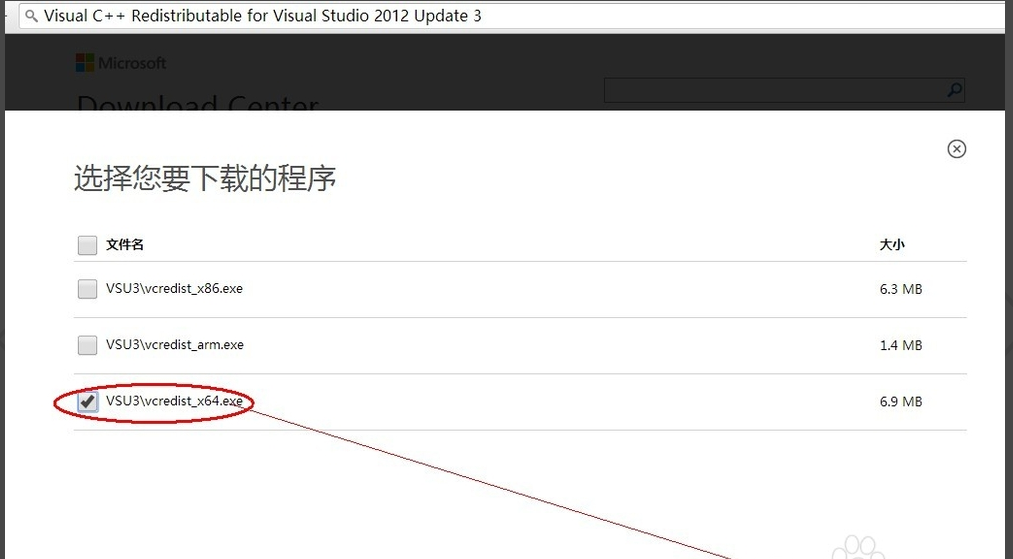 Visual C++ Redistributable for Visual Studio 2012 Update 3
Microsoft
Download Center
选择您要下载的程序
文件名 大小
VSU3\vcredist_x86.exe 6.3 MB
VSU3\vcredist_arm.exe 1.4 MB
VSU3\vcredist_x64.exe 6.9 MB